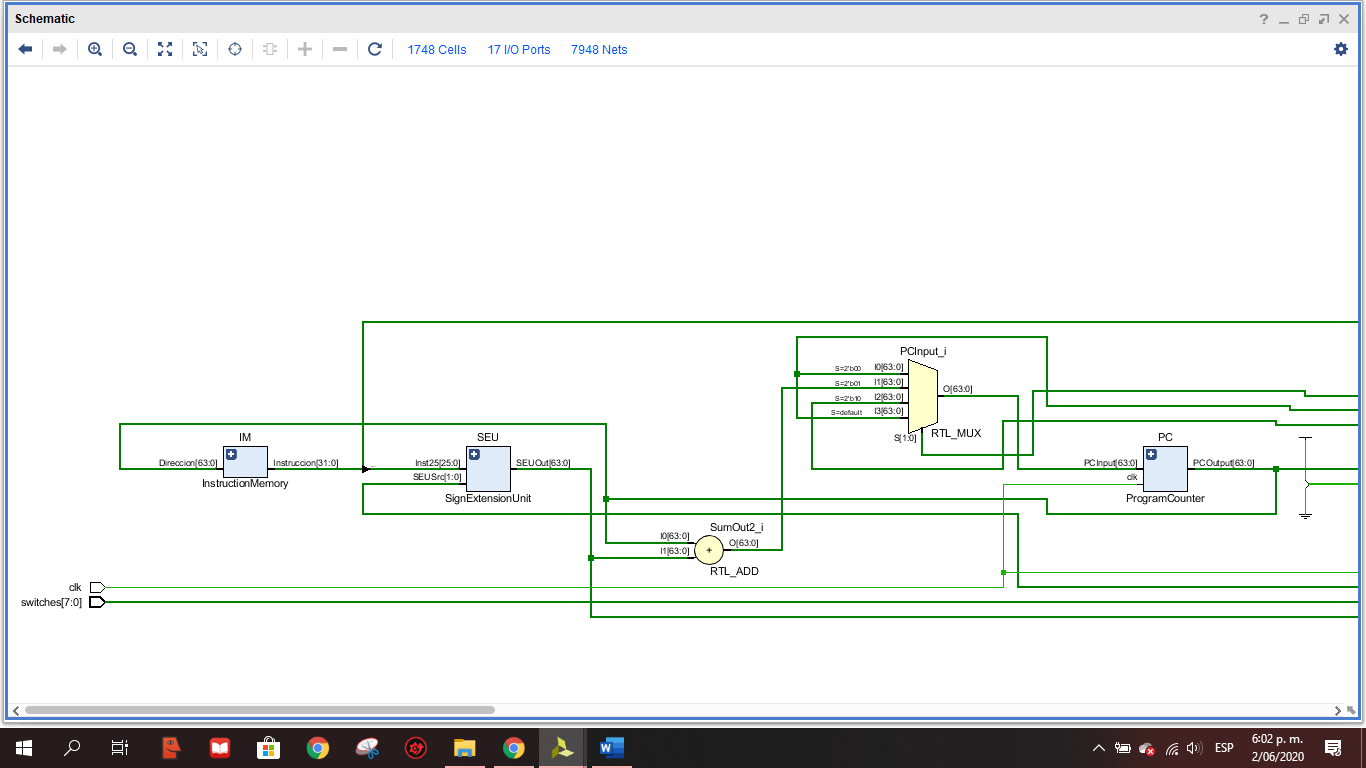 Schematic
1748 Cells 17 I/O Ports 7948 Nets
PCInput_i
S=2'b00 I0[63:0]
S=2'b01 I1[63:0]
S=2'b10 I2[63:0]
S=default I3[63:0]
O[63:0]
S[1:0] RTL_MUX
IM
Direccion[63:0] Instruccion[31:0]
InstructionMemory
SEU
Inst25[25:0] SEUOut[63:0]
SEUSrc[1:0]
SignExtensionUnit
PC
PCInput[63:0] PCOutput[63:0]
clk
ProgramCounter
SumOut2_i
I0[63:0] O[63:0]
I1[63:0]
+
RTL_ADD
clk
switches[7:0]
W
ESP
6:02 p. m.
2/06/2020